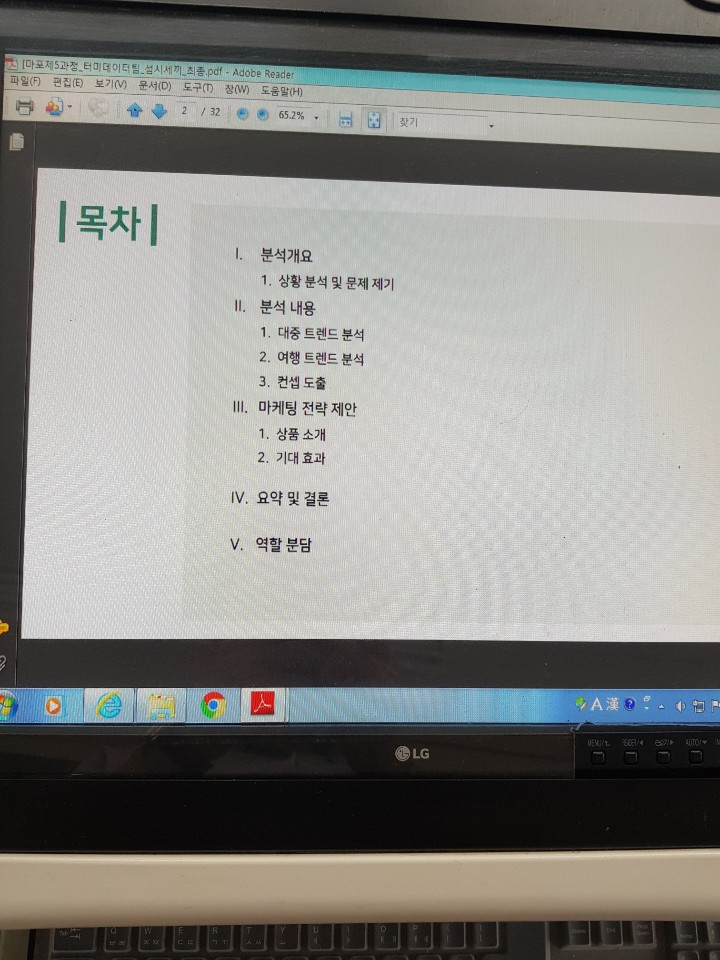 [마포제5과정_터미데이터팀_섬시세끼_최종.pdf - Adobe Reader
파일(F) 편집(E) 보기(V) 문서(D) 도구(T) 창(W) 도움말(H)
2 / 32 65.2% 찾기
목차
I. 분석개요
1. 상황 분석 및 문제 제기
II. 분석 내용
1. 대중 트렌드 분석
2. 여행 트렌드 분석
3. 컨셉 도출
III. 마케팅 전략 제안
1. 상품 소개
2. 기대 효과
IV. 요약 및 결론
V. 역할 분담
A 漢
LG
MENU
Q W E R T Y U I O P